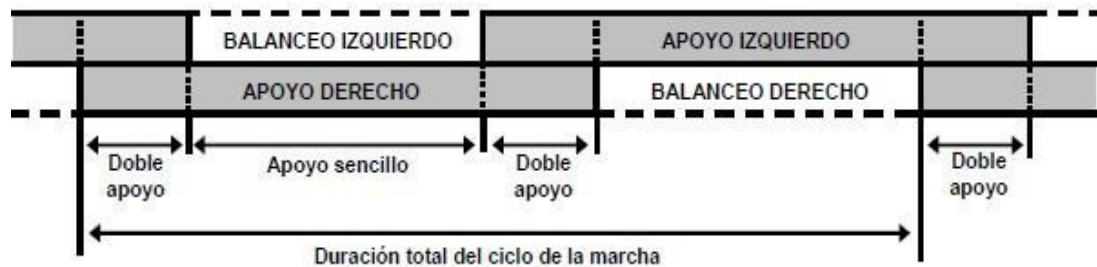 BALANCEO IZQUIERDO
APOYO IZQUIERDO
APOYO DERECHO
BALANCEO DERECHO
Doble
apoyo
Apoyo sencillo
Doble
apoyo
Doble
apoyo
Duración total del ciclo de la marcha